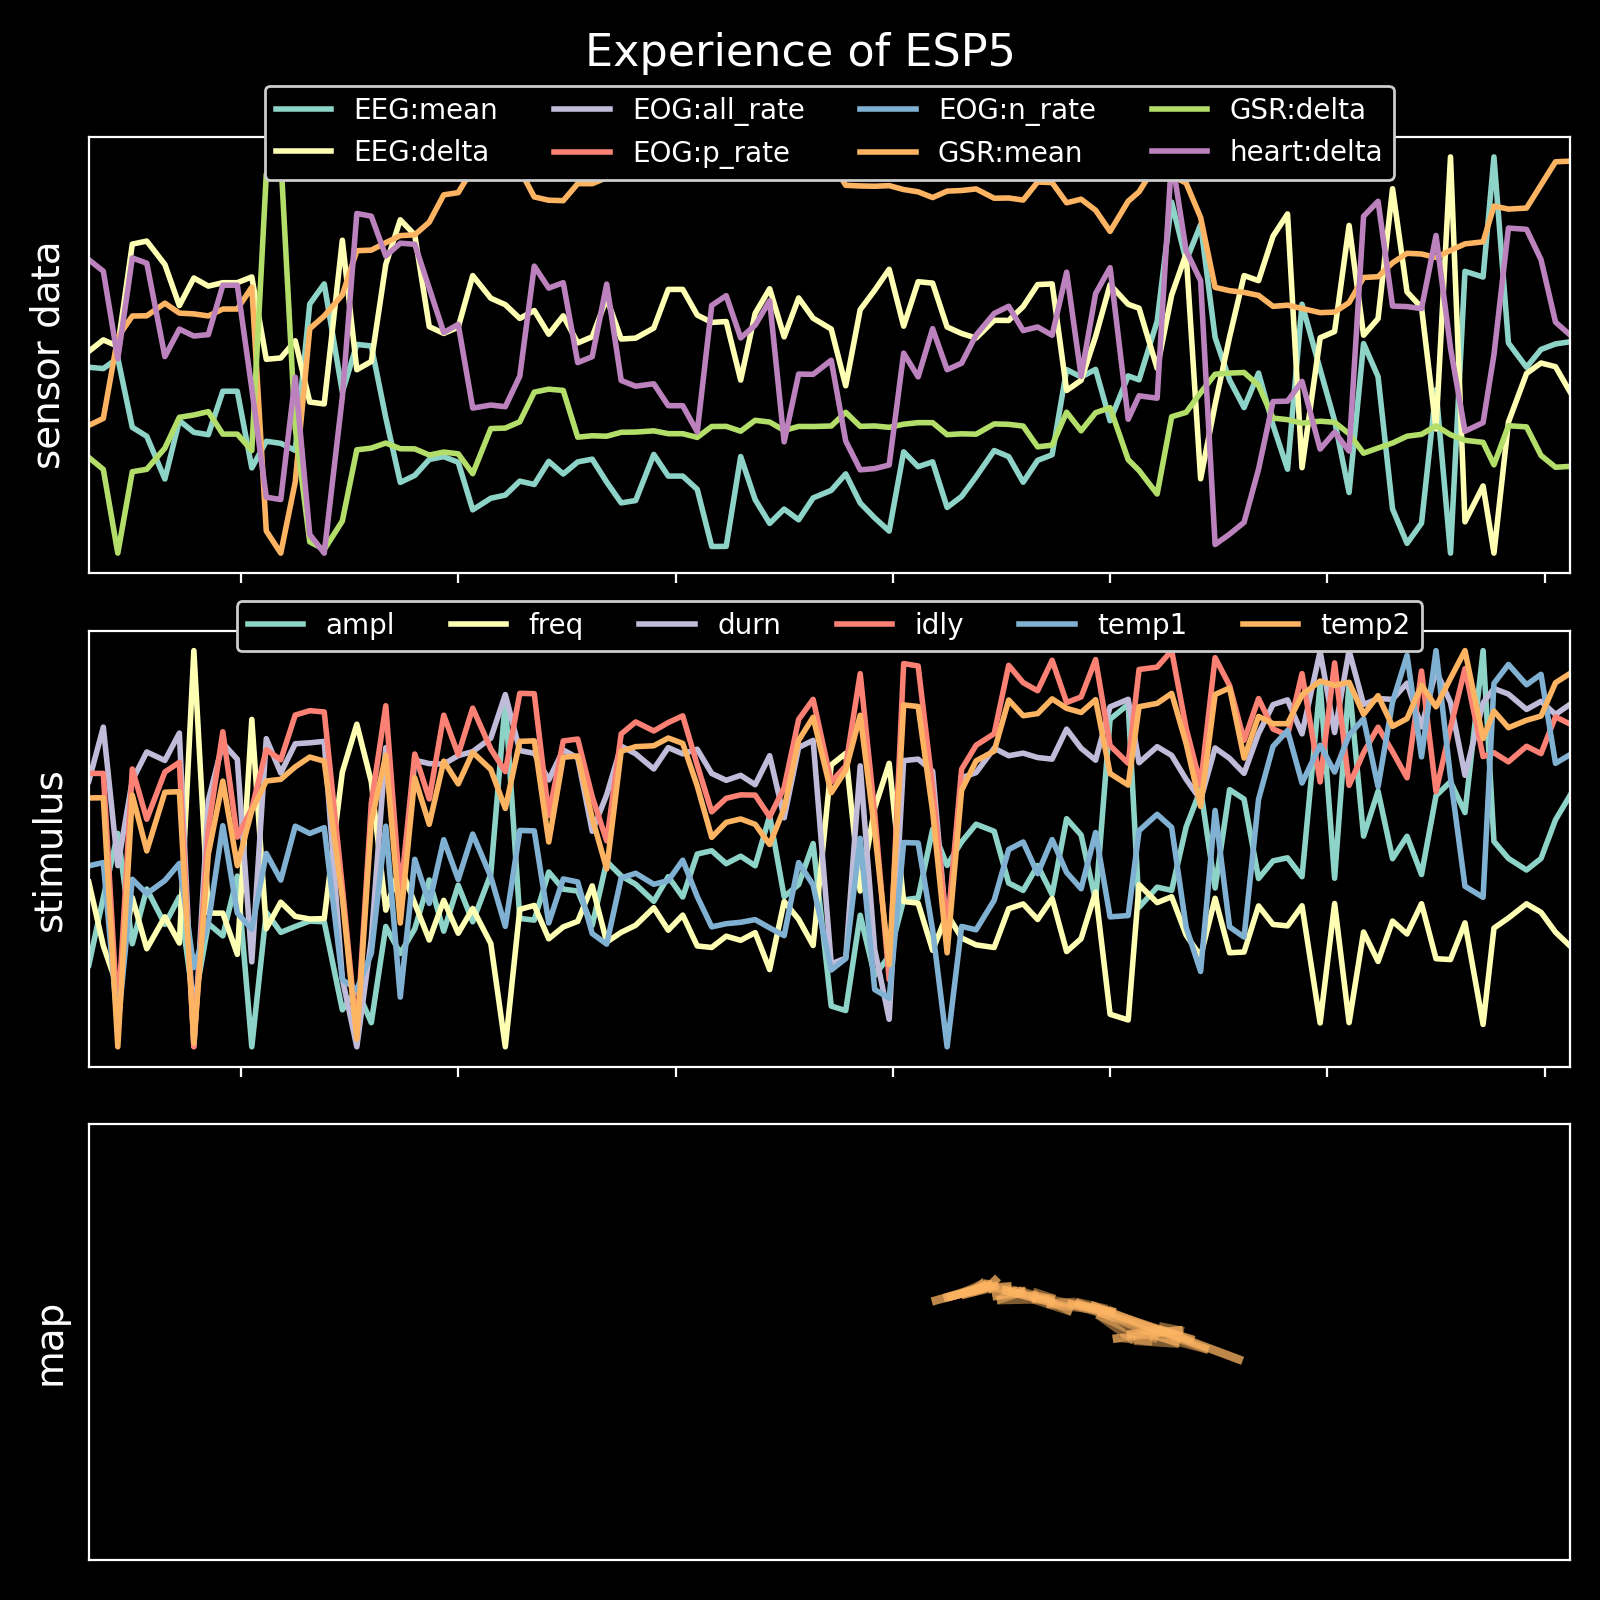 Experience of ESP5
EEG:mean EOG:all_rate EOG:n_rate GSR:delta
EEG:delta EOG:p_rate GSR:mean heart:delta
sensor data
ampl freq durn idly temp1 temp2
stimulus
map